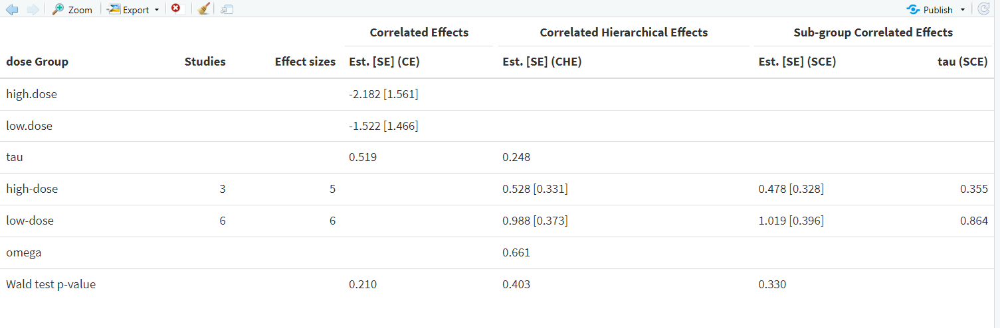 Zoom Export Publish
Correlated Effects Correlated Hierarchical Effects Sub-group Correlated Effects
dose Group Studies Effect sizes Est. [SE] (CE) Est. [SE] (CHE) Est. [SE] (SCE) tau (SCE)
high.dose -2.182 [1.561]
low.dose -1.522 [1.466]
tau 0.519 0.248
high-dose 3 5 0.528 [0.331] 0.478 [0.328] 0.355
low-dose 6 6 0.988 [0.373] 1.019 [0.396] 0.864
omega 0.661
Wald test p-value 0.210 0.403 0.330